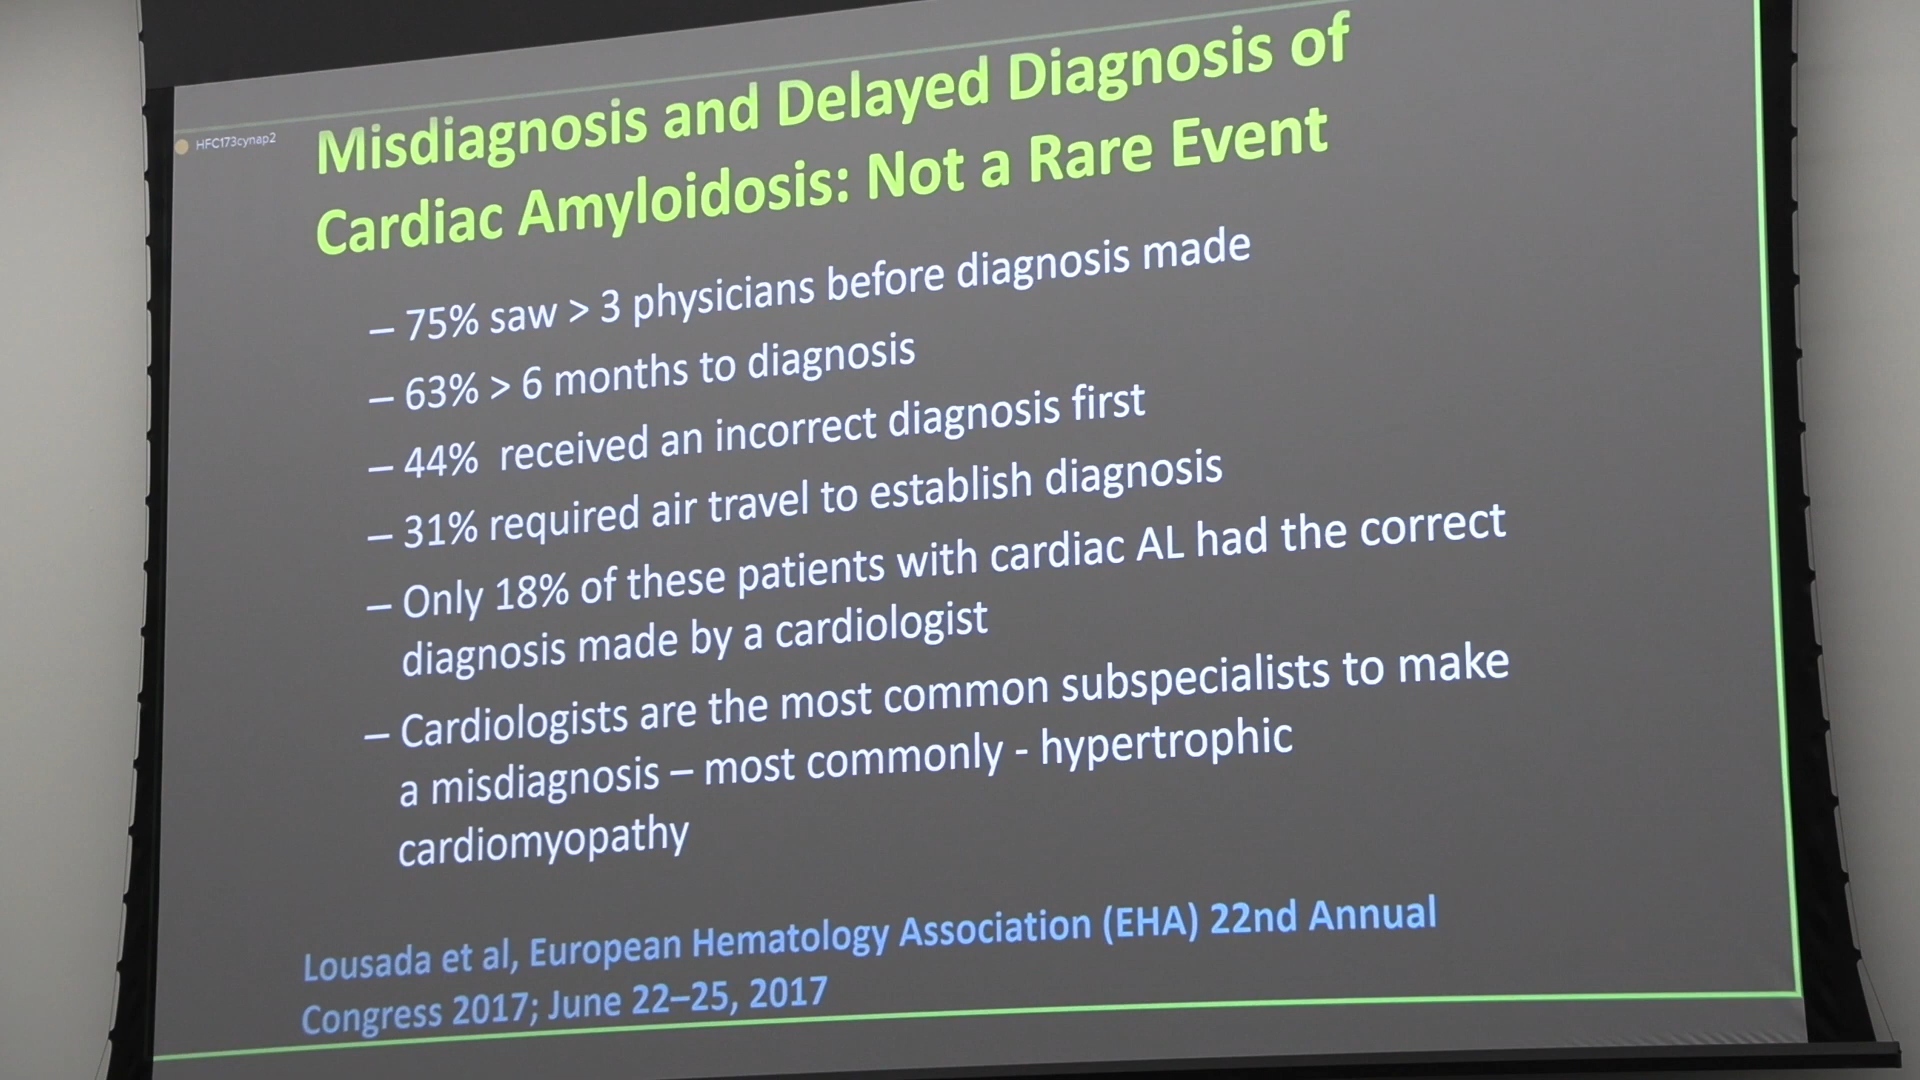 HFC173cynap2
Misdiagnosis and Delayed Diagnosis of
Cardiac Amyloidosis: Not a Rare Event
– 75% saw > 3 physicians before diagnosis made
– 63% > 6 months to diagnosis
– 44%  received an incorrect diagnosis first
– 31% required air travel to establish diagnosis
– Only 18% of these patients with cardiac AL had the correct
diagnosis made by a cardiologist
– Cardiologists are the most common subspecialists to make
a misdiagnosis – most commonly - hypertrophic
cardiomyopathy
Lousada et al, European Hematology Association (EHA) 22nd Annual
Congress 2017; June 22–25, 2017